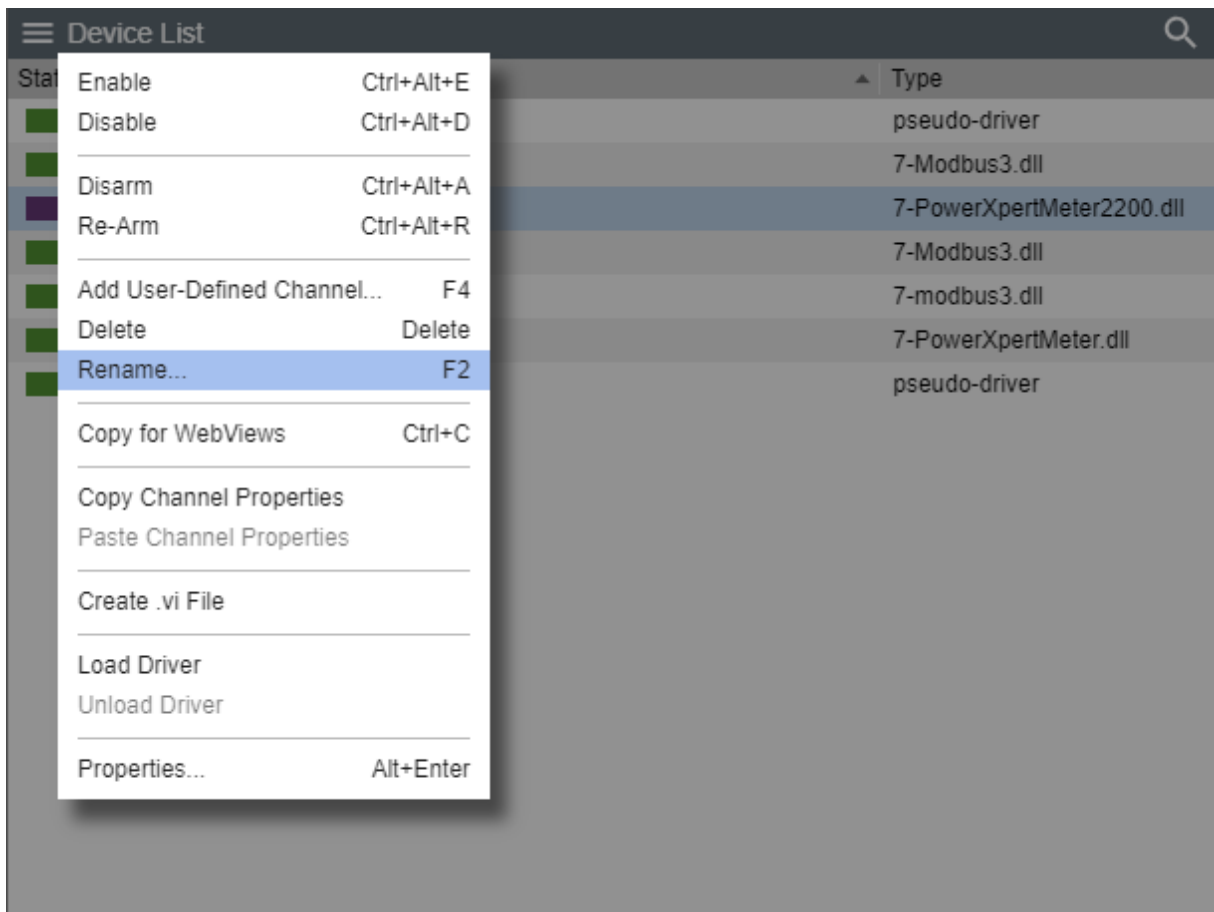 Device List
Stat
Type
Enable Ctrl+Alt+E
Disable Ctrl+Alt+D
Disarm Ctrl+Alt+A
Re-Arm Ctrl+Alt+R
Add User-Defined Channel... F4
Delete Delete
Rename... F2
Copy for WebViews Ctrl+C
Copy Channel Properties
Paste Channel Properties
Create .vi File
Load Driver
Unload Driver
Properties... Alt+Enter
pseudo-driver
7-Modbus3.dll
7-PowerXpertMeter2200.dll
7-Modbus3.dll
7-modbus3.dll
7-PowerXpertMeter.dll
pseudo-driver